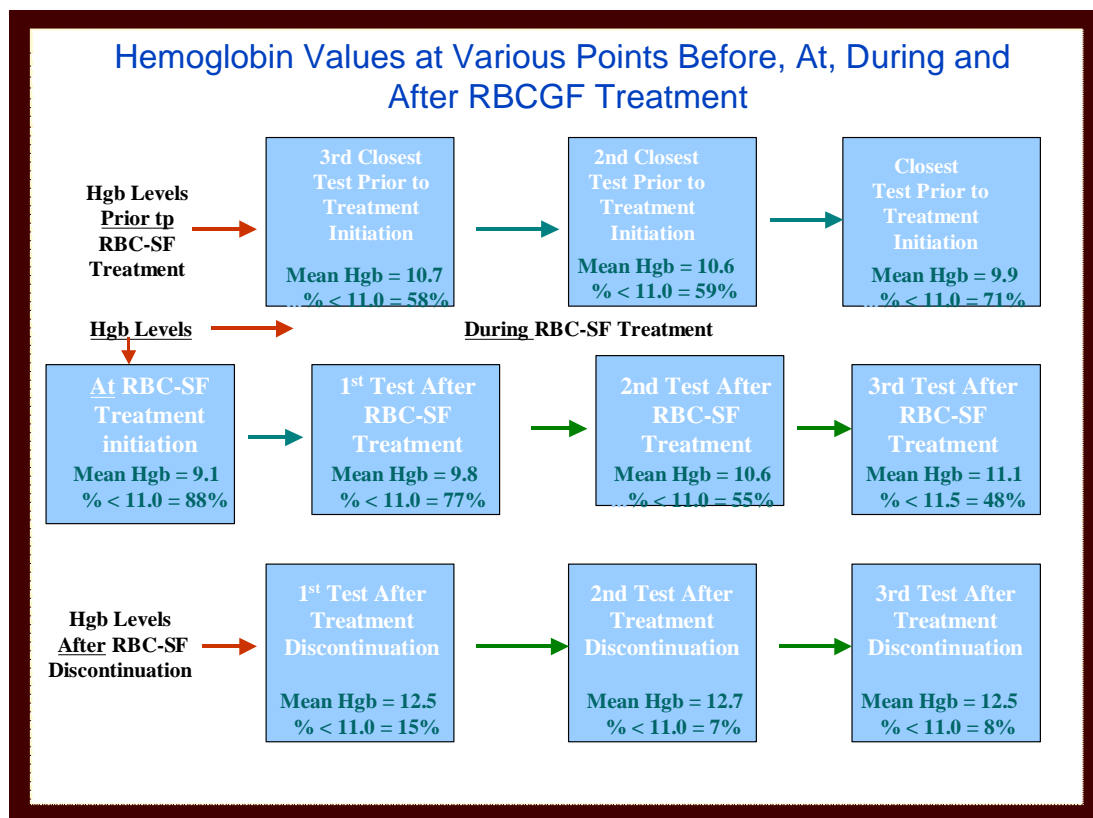 Hemoglobin Values at Various Points Before, At, During and
After RBCGF Treatment
Hgb Levels
Prior tp
RBC-SF
Treatment
3rd Closest
Test Prior to
Treatment
Initiation
Mean Hgb = 10.7
...% < 11.0 = 58%
2nd Closest
Test Prior to
Treatment
Initiation
Mean Hgb = 10.6
% < 11.0 = 59%
Closest
Test Prior to
Treatment
Initiation
Mean Hgb = 9.9
...% < 11.0 = 71%
Hgb Levels
During RBC-SF Treatment
At RBC-SF
Treatment
initiation
Mean Hgb = 9.1
% < 11.0 = 88%
1st Test After
RBC-SF
Treatment
Mean Hgb = 9.8
% < 11.0 = 77%
2nd Test After
RBC-SF
Treatment
Mean Hgb = 10.6
...% < 11.0 = 55%
3rd Test After
RBC-SF
Treatment
Mean Hgb = 11.1
% < 11.5 = 48%
Hgb Levels
After RBC-SF
Discontinuation
1st Test After
Treatment
Discontinuation
Mean Hgb = 12.5
% < 11.0 = 15%
2nd Test After
Treatment
Discontinuation
Mean Hgb = 12.7
% < 11.0 = 7%
3rd Test After
Treatment
Discontinuation
Mean Hgb = 12.5
% < 11.0 = 8%